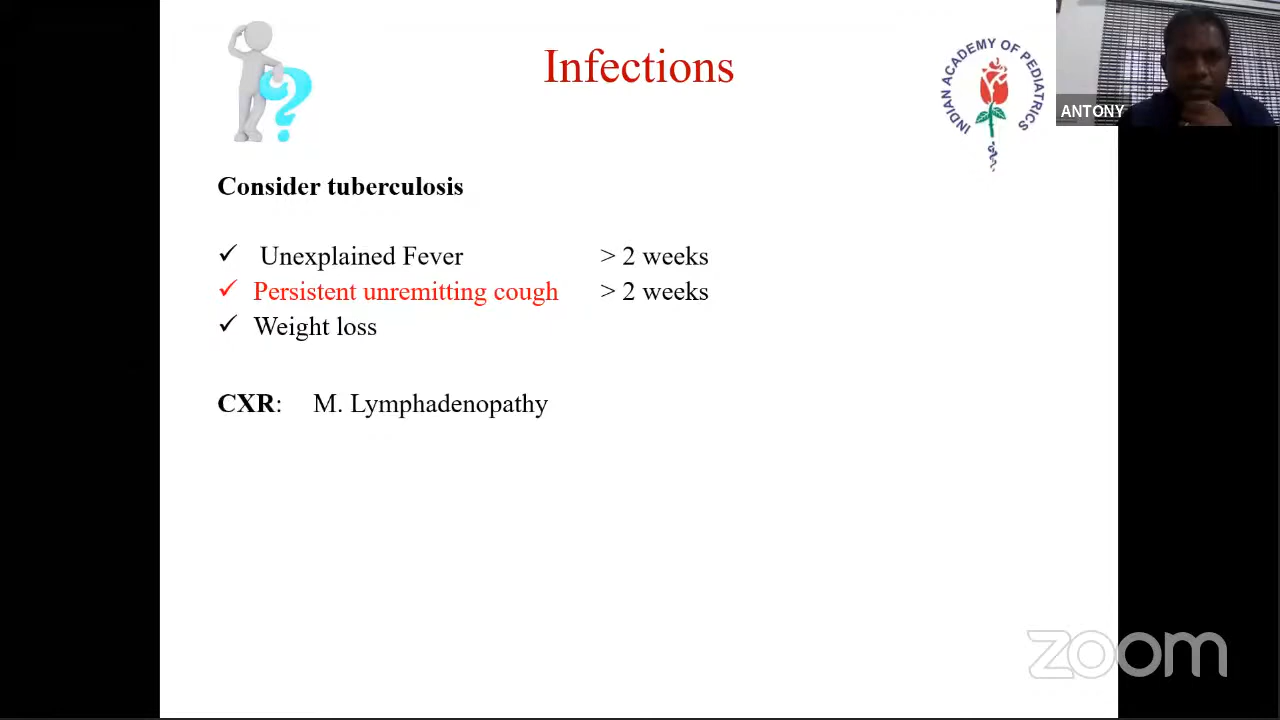 Infections
INDIAN ACADEMY OF PEDIATRICS
ANTONY
Consider tuberculosis
✓ Unexplained Fever > 2 weeks
✓ Persistent unremitting cough > 2 weeks
✓ Weight loss
CXR: M. Lymphadenopathy
zoom